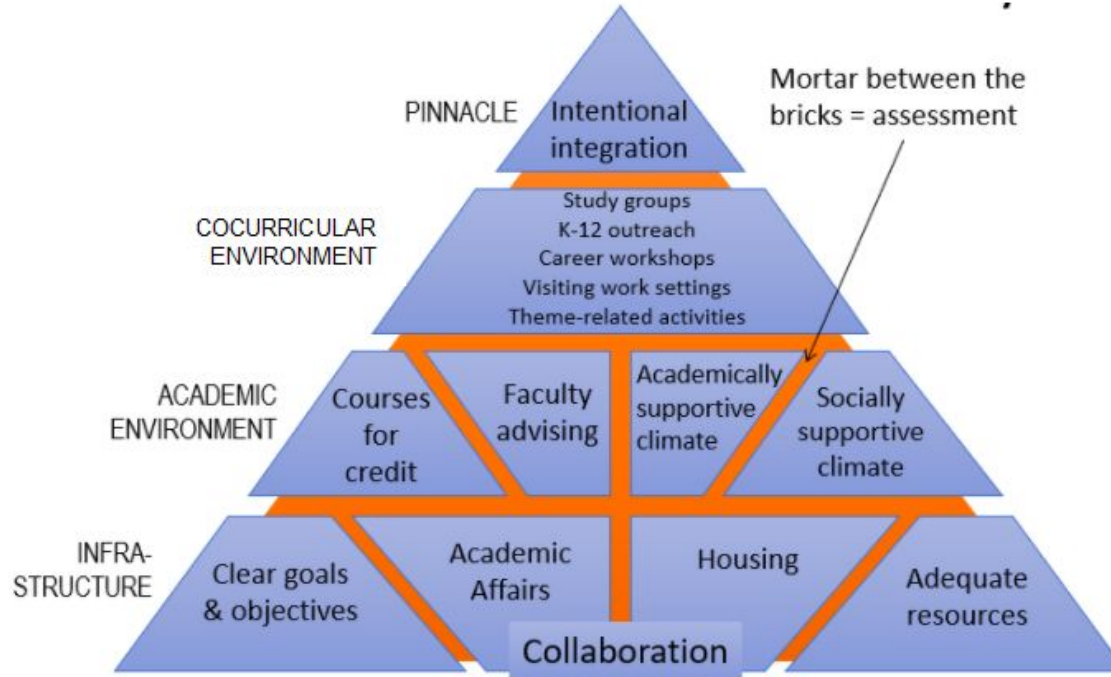 Mortar between the
bricks = assessment
PINNACLE
Intentional
integration
COCURRICULAR
ENVIRONMENT
Study groups
K-12 outreach
Career workshops
Visiting work settings
Theme-related activities
ACADEMIC
ENVIRONMENT
Courses
for
credit
Faculty
advising
Academically
supportive
climate
Socially
supportive
climate
INFRA-
STRUCTURE
Clear goals
& objectives
Academic
Affairs
Housing
Adequate
resources
Collaboration